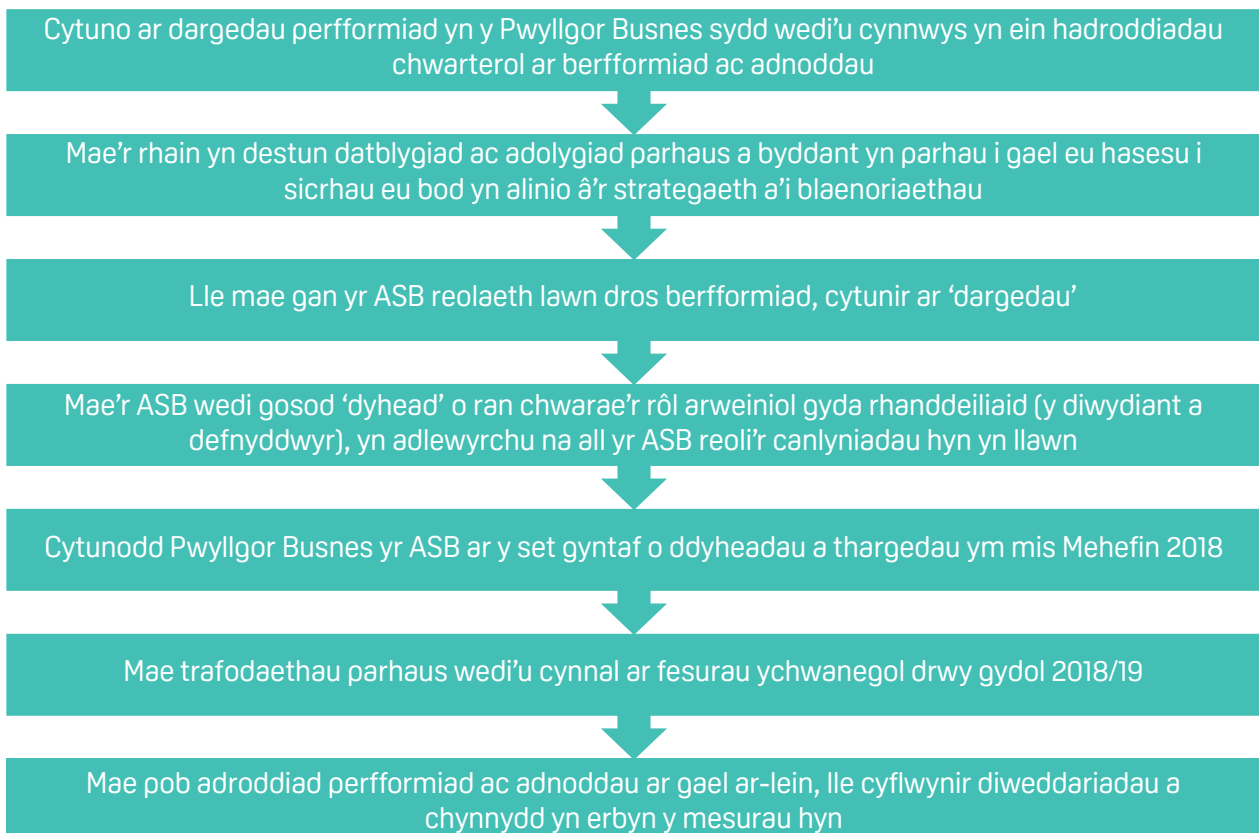 Cytuno ar dargedau perfformiad yn y Pwyllgor Busnes sydd wedi’u cynnwys yn ein hadroddiadau
chwarterol ar berfformiad ac adnoddau
Mae’r rhain yn destun datblygiad ac adolygiad parhaus a byddant yn parhau i gael eu hasesu i
sicrhau eu bod yn alinio â’r strategaeth a’i blaenoriaethau
Lle mae gan yr ASB reolaeth lawn dros berfformiad, cytunir ar ‘dargedau’
Mae’r ASB wedi gosod ‘dyhead’ o ran chwarae’r rôl arweiniol gyda rhanddeiliaid (y diwydiant a
defnyddwyr), yn adlewyrchu na all yr ASB reoli’r canlyniadau hyn yn llawn
Cytunodd Pwyllgor Busnes yr ASB ar y set gyntaf o ddyheadau a thargedau ym mis Mehefin 2018
Mae trafodaethau parhaus wedi’u cynnal ar fesurau ychwanegol drwy gydol 2018/19
Mae pob adroddiad perfformiad ac adnoddau ar gael ar-lein, lle cyflwynir diweddariadau a
chynnydd yn erbyn y mesurau hyn